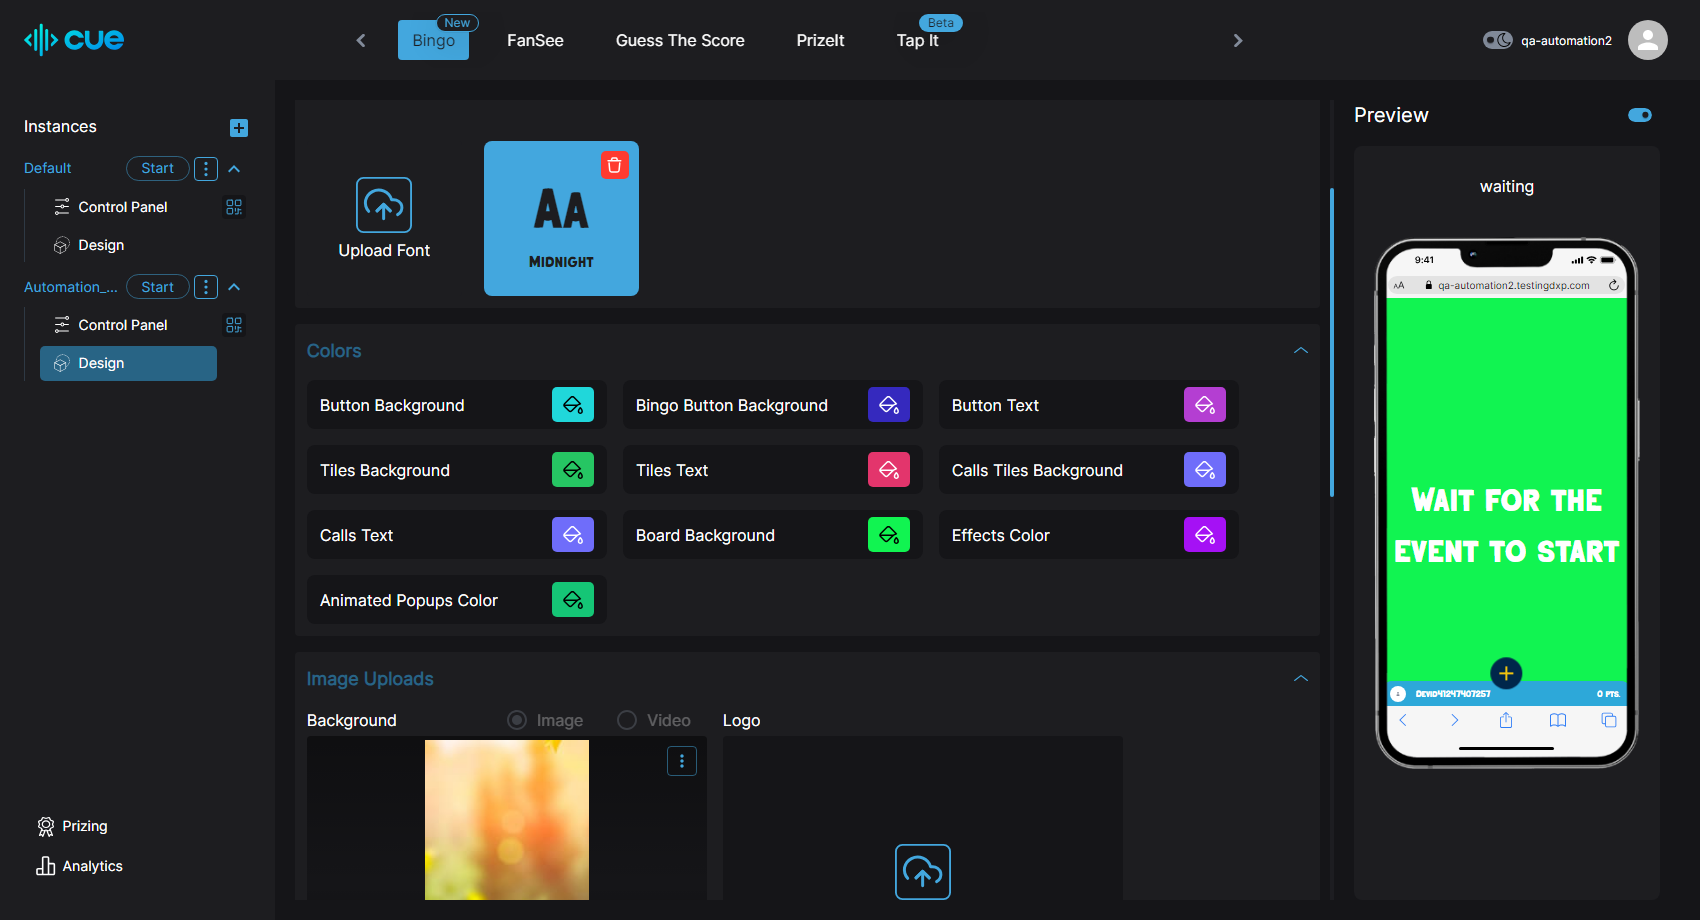 cue
New
Bingo
FanSee
Guess The Score
PrizeIt
Beta
Tap It
qa-automation2
Instances
Default
Start
Control Panel
Design
Automation_...
Start
Control Panel
Design
Prizing
Analytics
Upload Font
AA
Midnight
Colors
Button Background
Bingo Button Background
Button Text
Tiles Background
Tiles Text
Calls Tiles Background
Calls Text
Board Background
Effects Color
Animated Popups Color
Image Uploads
Background
Image
Video
Logo
Preview
waiting
9:41
AA
qa-automation2.testingdxp.com
Wait for the
event to start
Devid41247407257
0 pts.